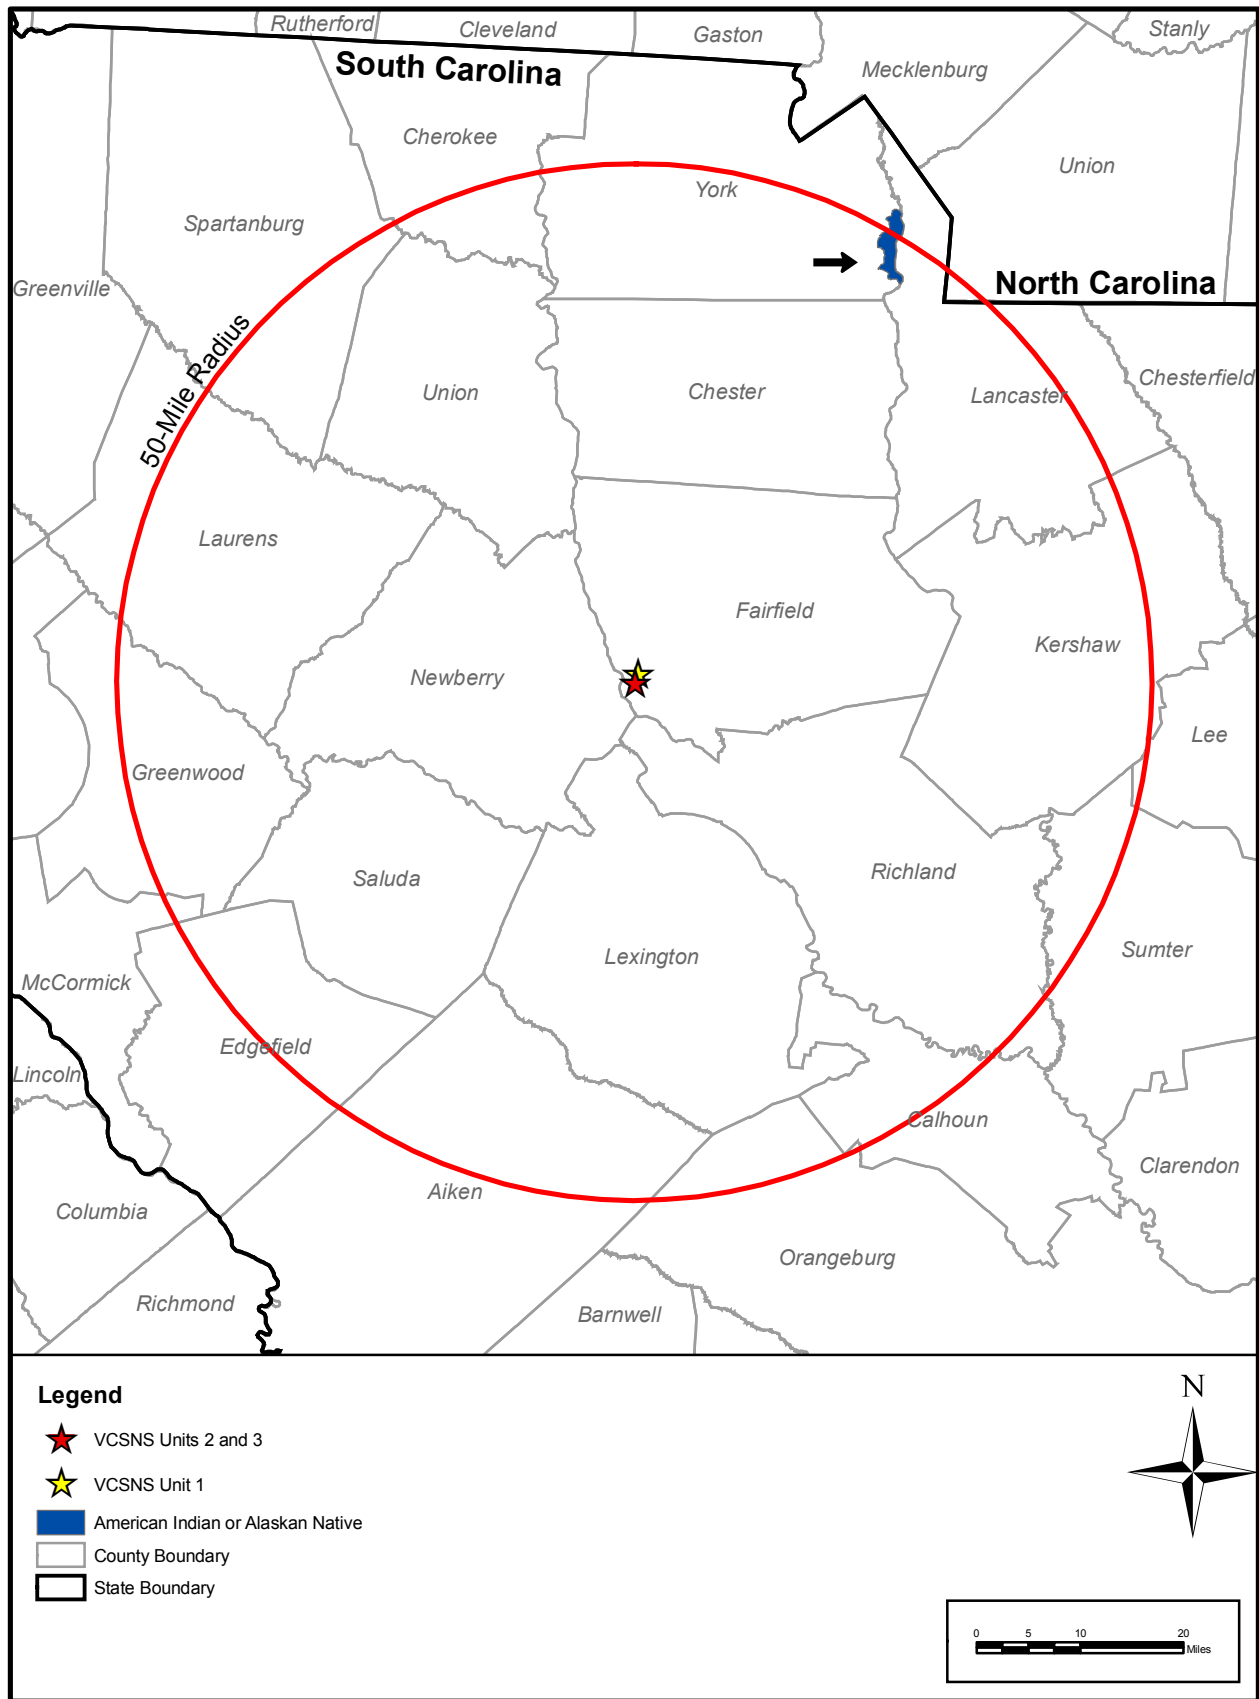 Rutherford
Cleveland
Gaston
Stanly
South Carolina
Mecklenburg
Cherokee
Union
York
Spartanburg
Greenville
North Carolina
50-Mile Radius
Union
Chester
Lancaster
Chesterfield
Laurens
Fairfield
Kershaw
Newberry
Lee
Greenwood
Saluda
Richland
Lexington
Sumter
McCormick
Edgefield
Lincoln
Calhoun
Clarendon
Aiken
Columbia
Orangeburg
Richmond
Barnwell
Legend
N
VCSNS Units 2 and 3
VCSNS Unit 1
American Indian or Alaskan Native
County Boundary
State Boundary
0 5 10 20
Miles